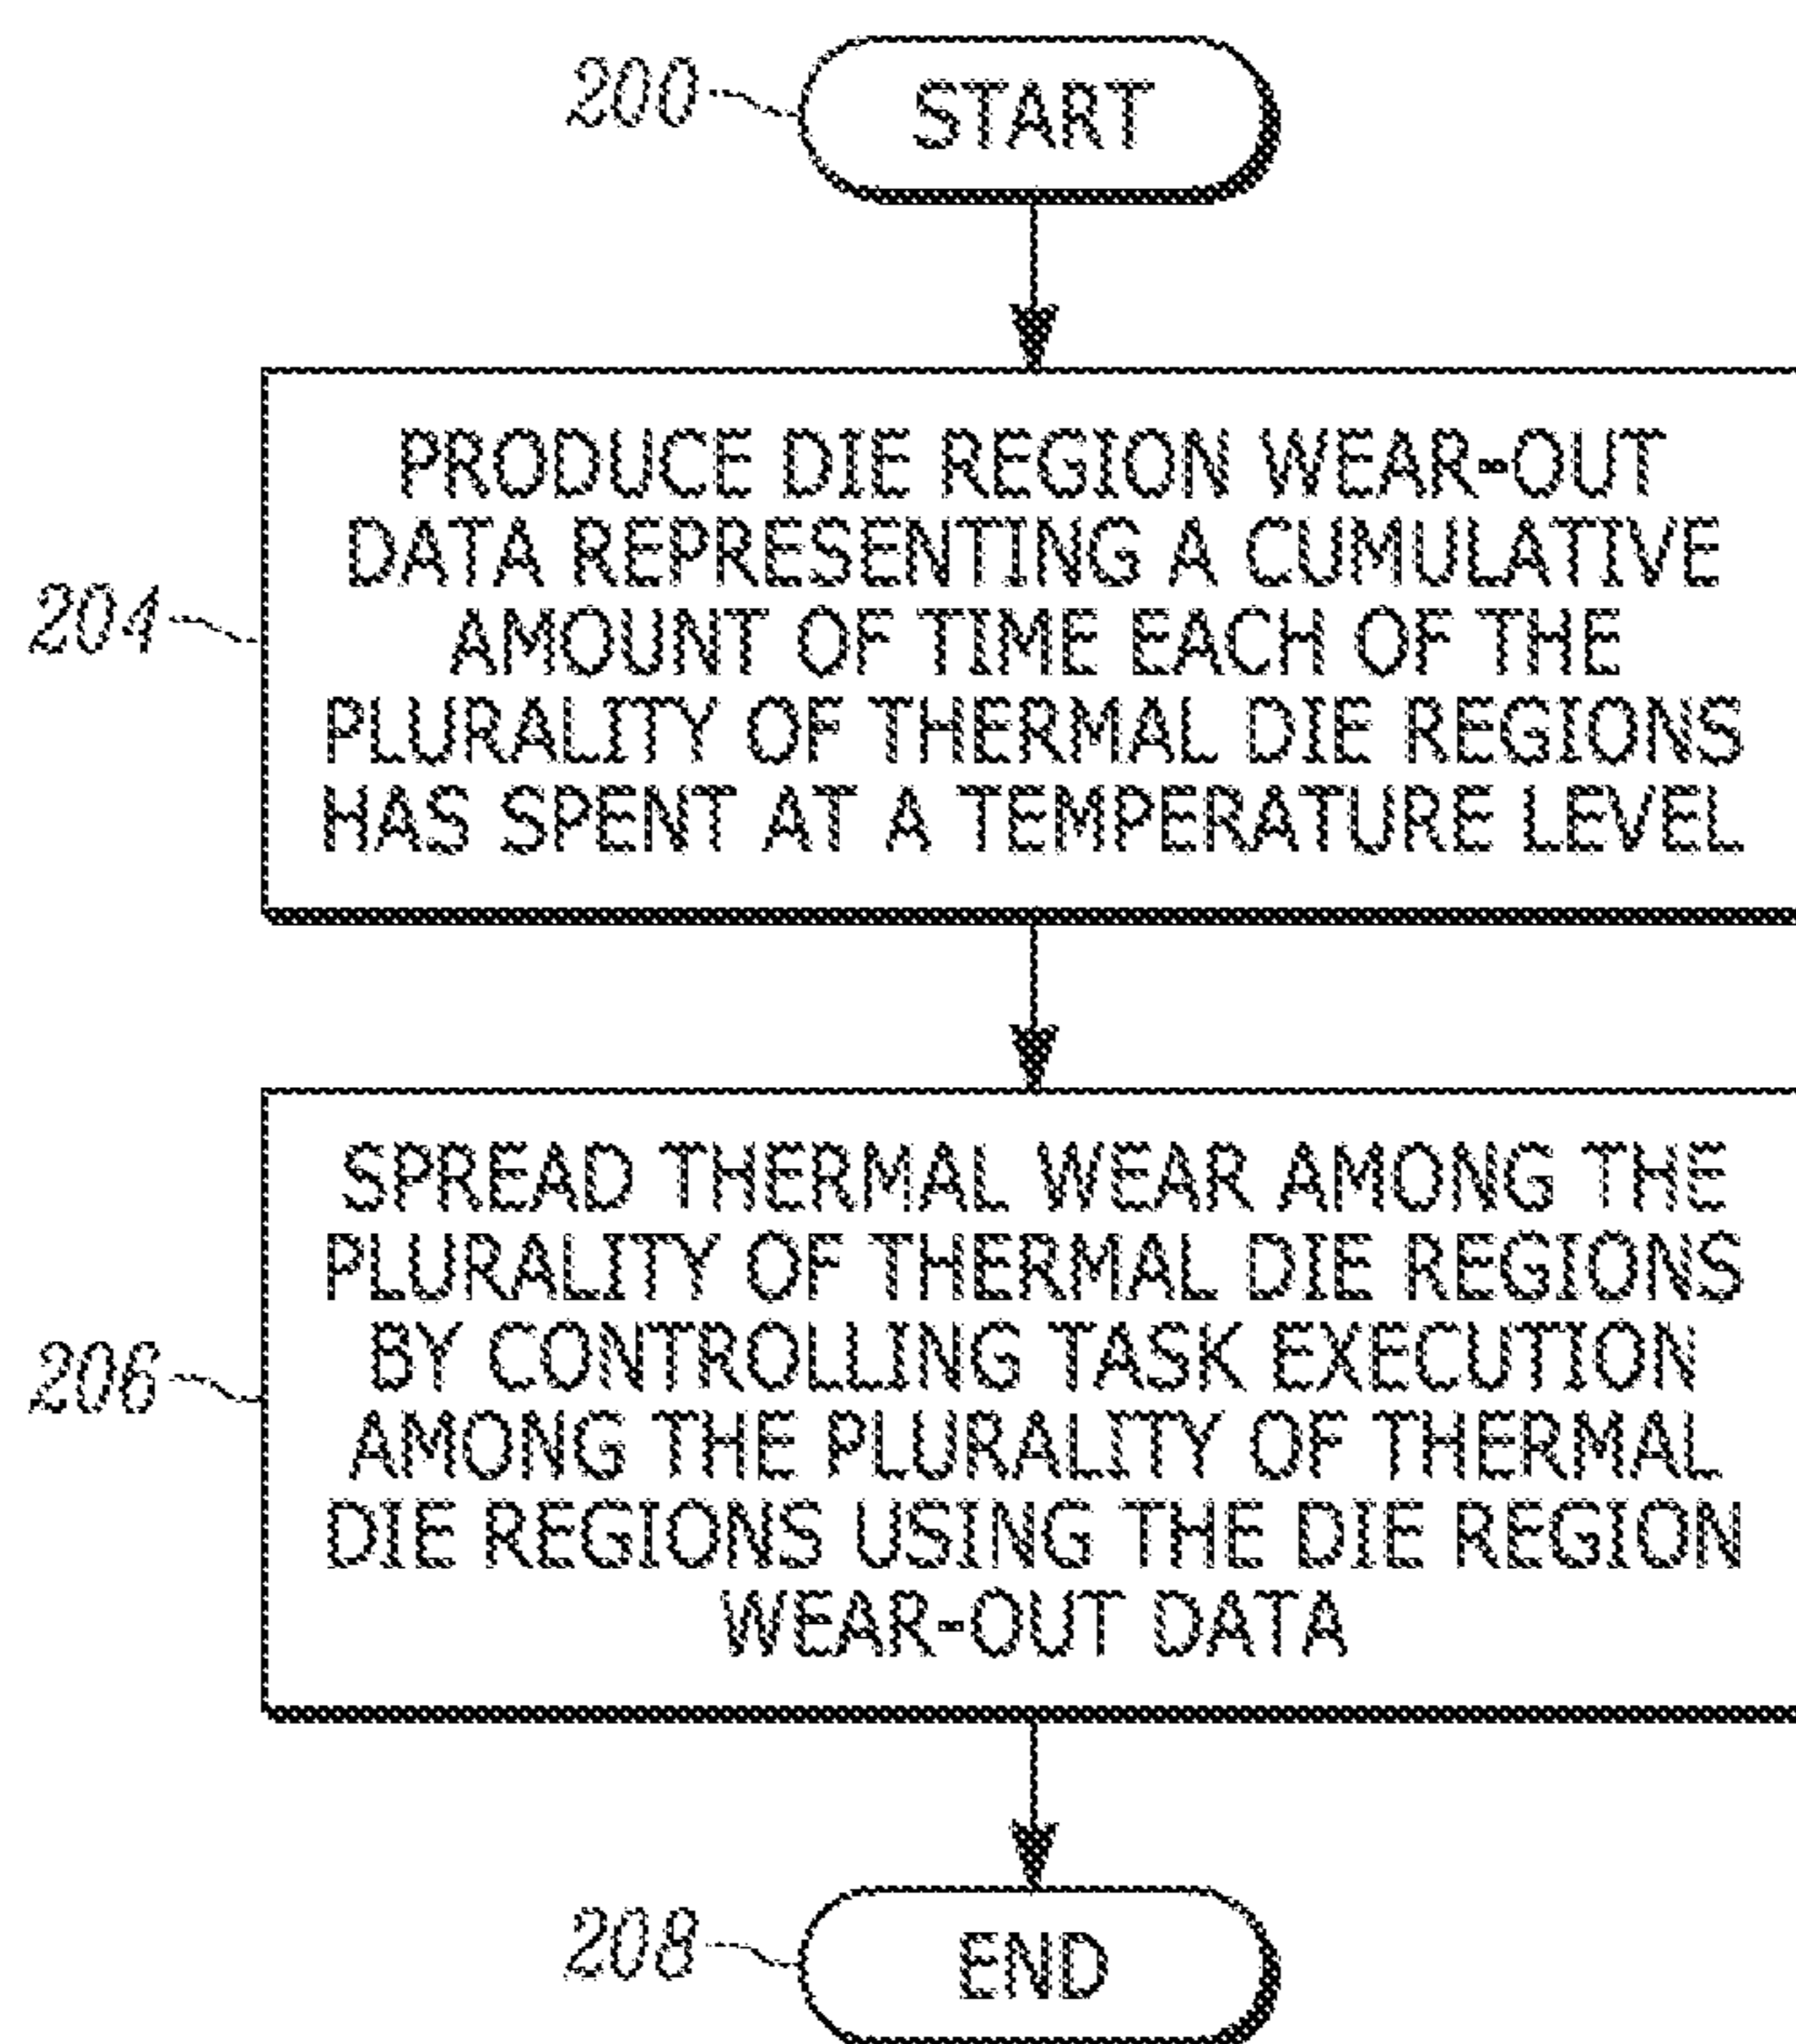 200
START
204
PRODUCE DIE REGION WEAR-OUT
DATA REPRESENTING A CUMULATIVE
AMOUNT OF TIME EACH OF THE
PLURALITY OF THERMAL DIE REGIONS
HAS SPENT AT A TEMPERATURE LEVEL
206
SPREAD THERMAL WEAR AMONG THE
PLURALITY OF THERMAL DIE REGIONS
BY CONTROLLING TASK EXECUTION
AMONG THE PLURALITY OF THERMAL
DIE REGIONS USING THE DIE REGION
WEAR-OUT DATA
208
END